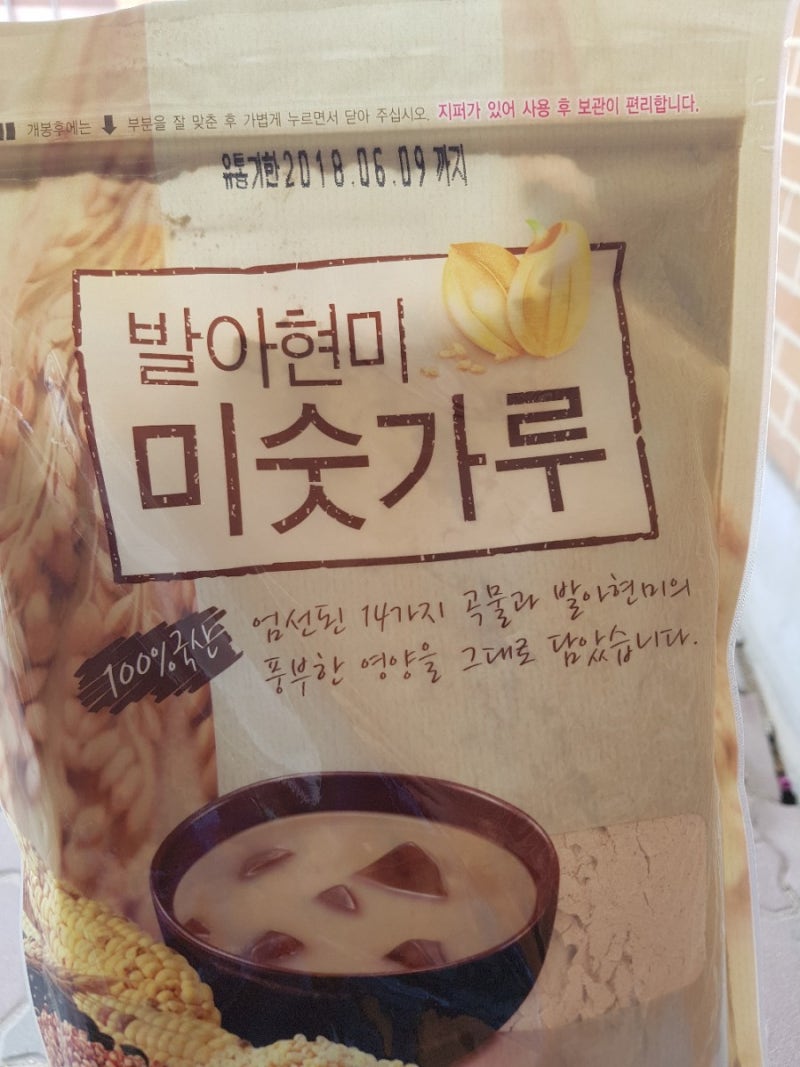 개봉후에는 ⬇ 부분을 잘 맞춘 후 가볍게 누르면서 닫아 주십시오. 지퍼가 있어 사용 후 보관이 편리합니다.
유통기한2018.06.09 까지
발아현미
미숫가루
100%국산
엄선된 14가지 곡물과 발아현미의
풍부한 영양을 그대로 담았습니다.